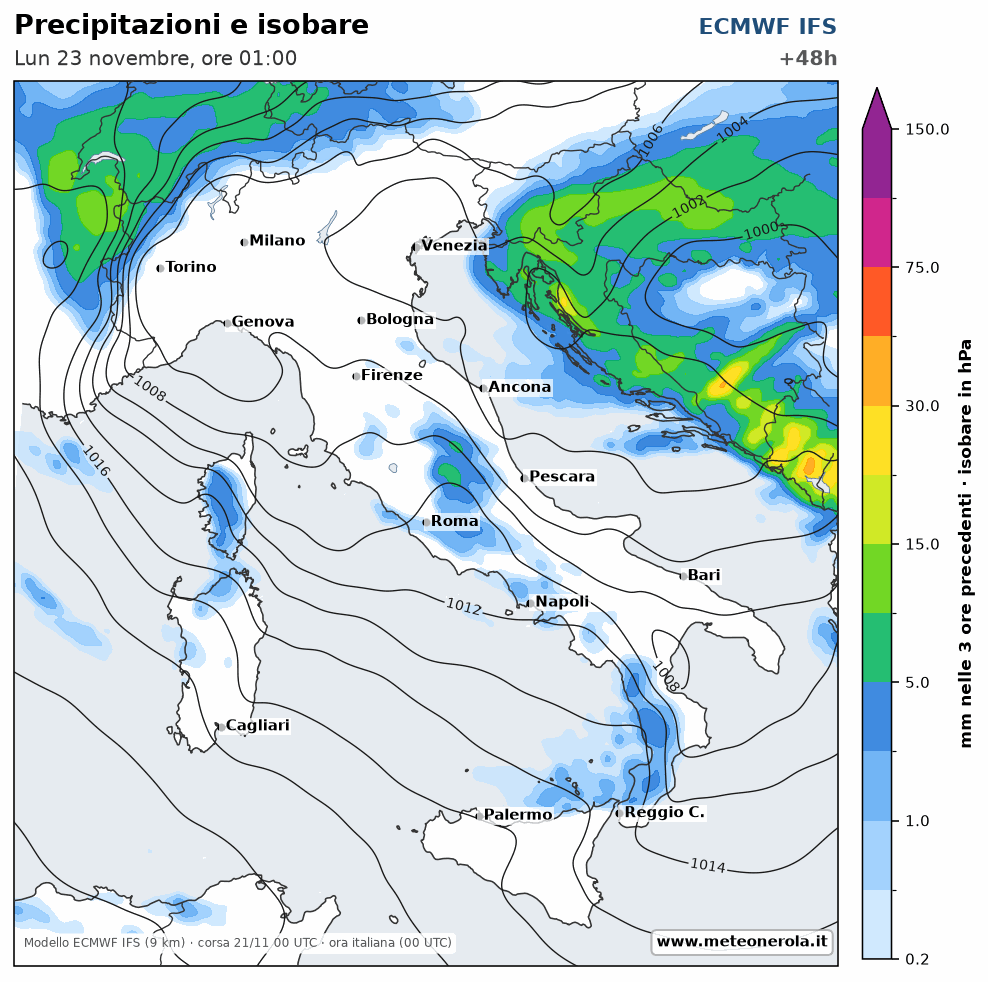 Precipitazioni e isobare
ECMWF IFS
Lun 23 novembre, ore 01:00
+48h
1006
1004
1002
1000
Milano
Venezia
Torino
Genova
Bologna
Firenze
Ancona
1008
1016
Pescara
Roma
Bari
Napoli
1012
1008
Cagliari
Palermo
Reggio C.
1014
Modello ECMWF IFS (9 km) · corsa 21/11 00 UTC · ora italiana (00 UTC)
www.meteonerola.it
150.0
75.0
30.0
15.0
5.0
1.0
0.2
mm nelle 3 ore precedenti · isobare in hPa